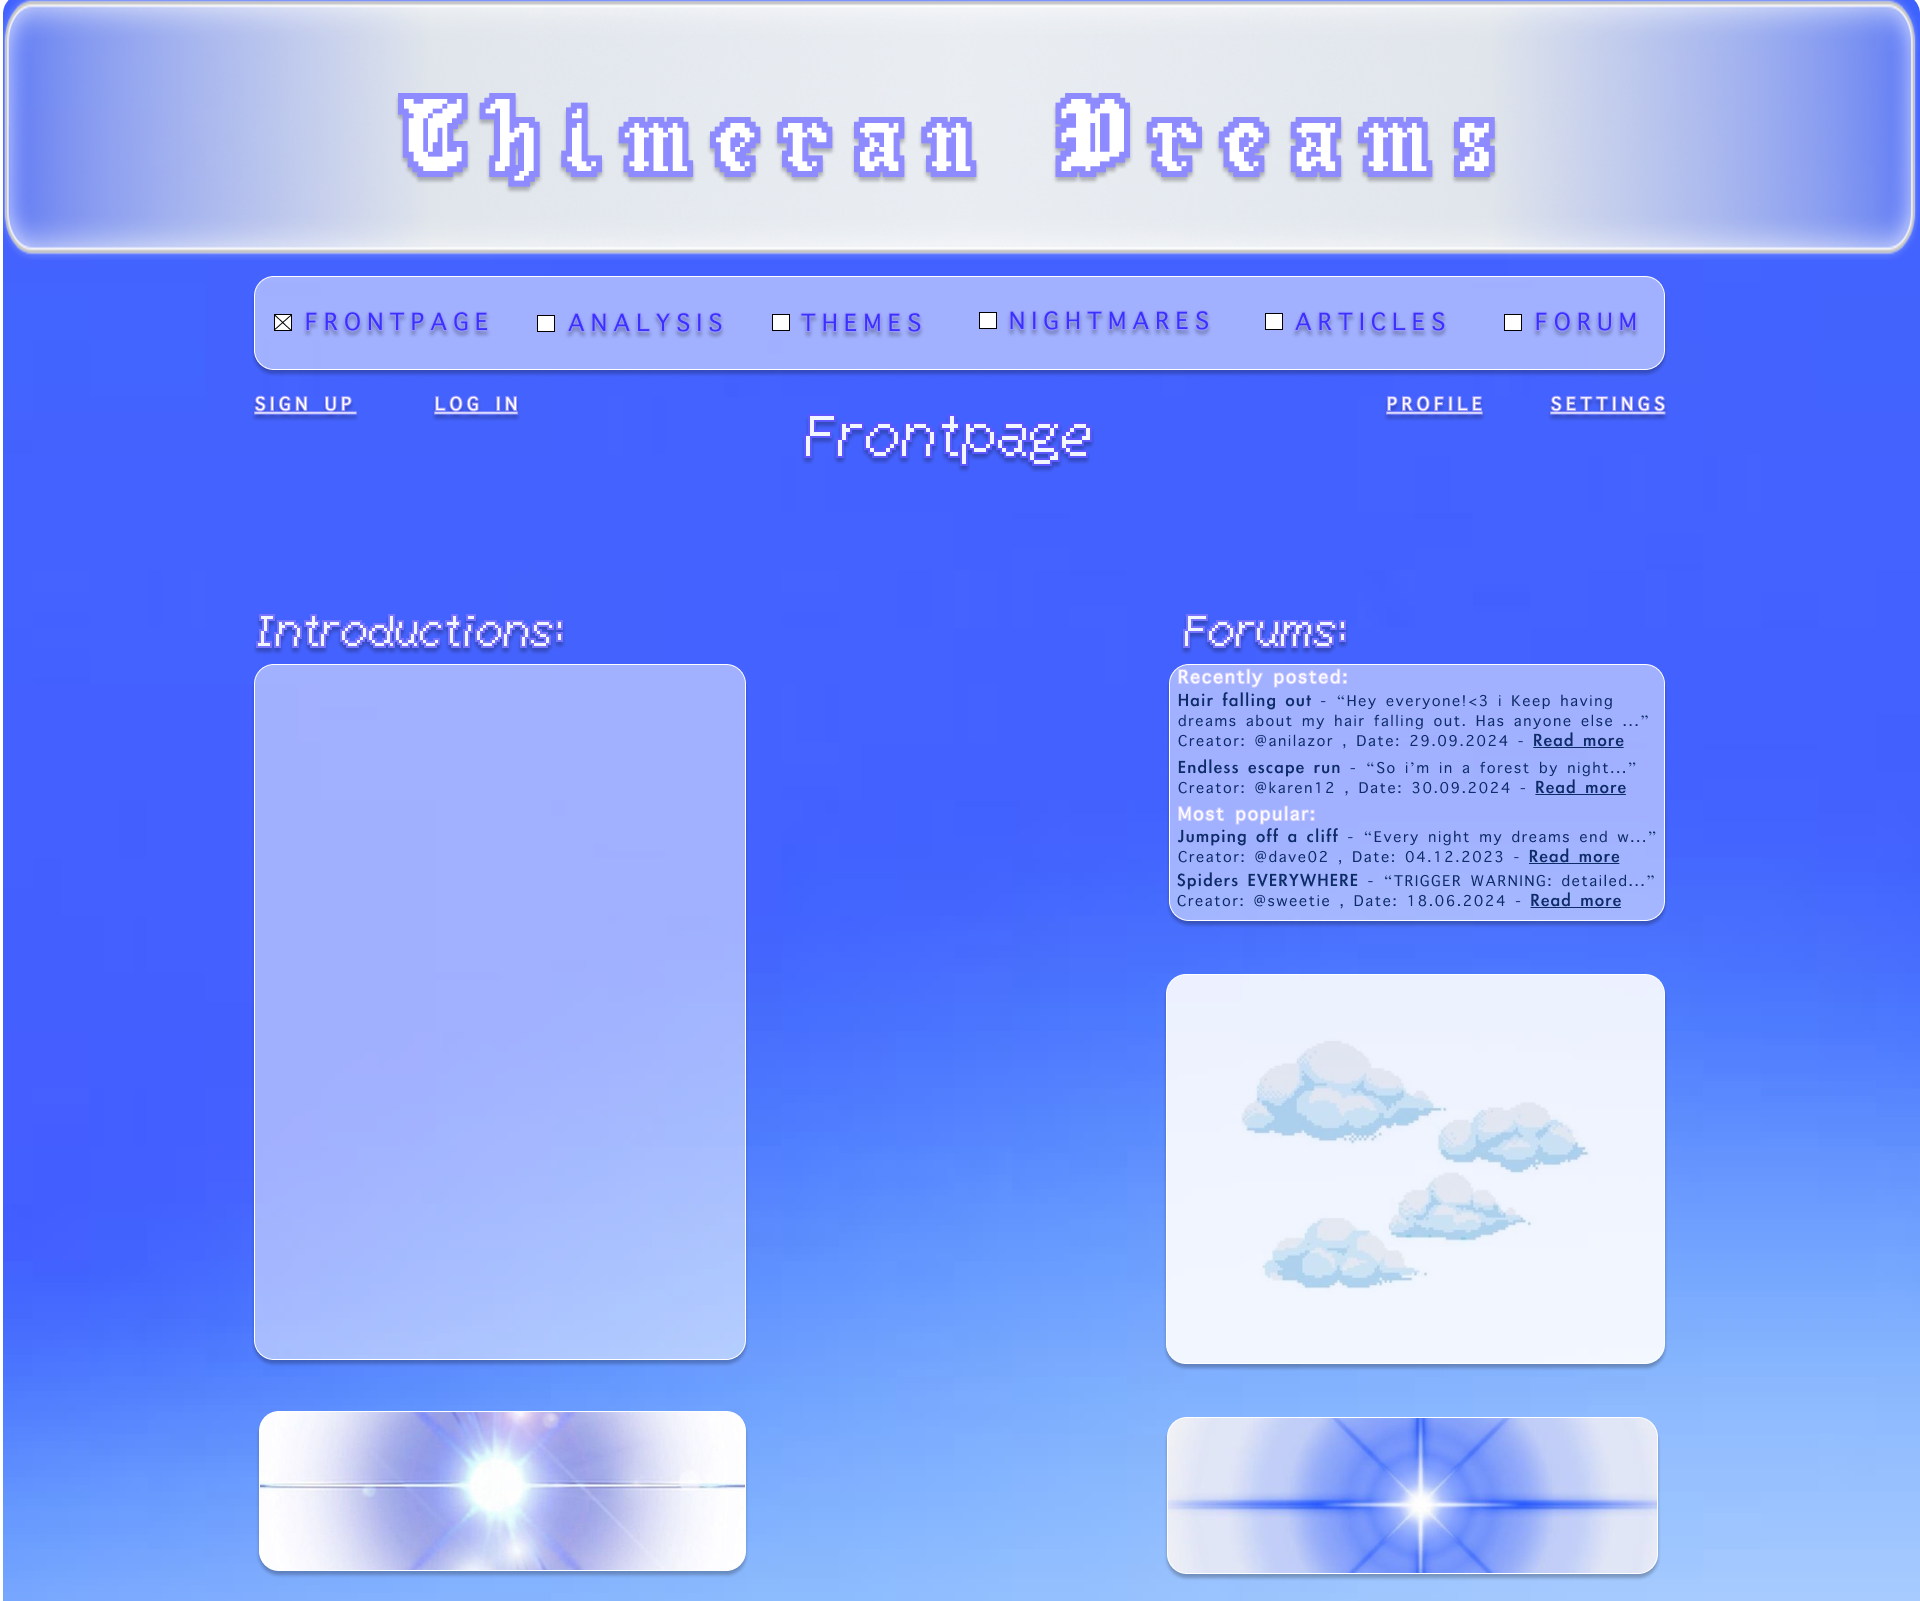 Chimeran Dreams
FRONTPAGE ANALYSIS THEMES NIGHTMARES ARTICLES FORUM
SIGN UP LOG IN PROFILE SETTINGS
Frontpage
Introductions:
Forums:
Recently posted:
Hair falling out - “Hey everyone!<3 i Keep having
dreams about my hair falling out. Has anyone else ...”
Creator: @anilazor , Date: 29.09.2024 - Read more
Endless escape run - “So i’m in a forest by night...”
Creator: @karen12 , Date: 30.09.2024 - Read more
Most popular:
Jumping off a cliff - “Every night my dreams end w...”
Creator: @dave02 , Date: 04.12.2023 - Read more
Spiders EVERYWHERE - “TRIGGER WARNING: detailed...”
Creator: @sweetie , Date: 18.06.2024 - Read more